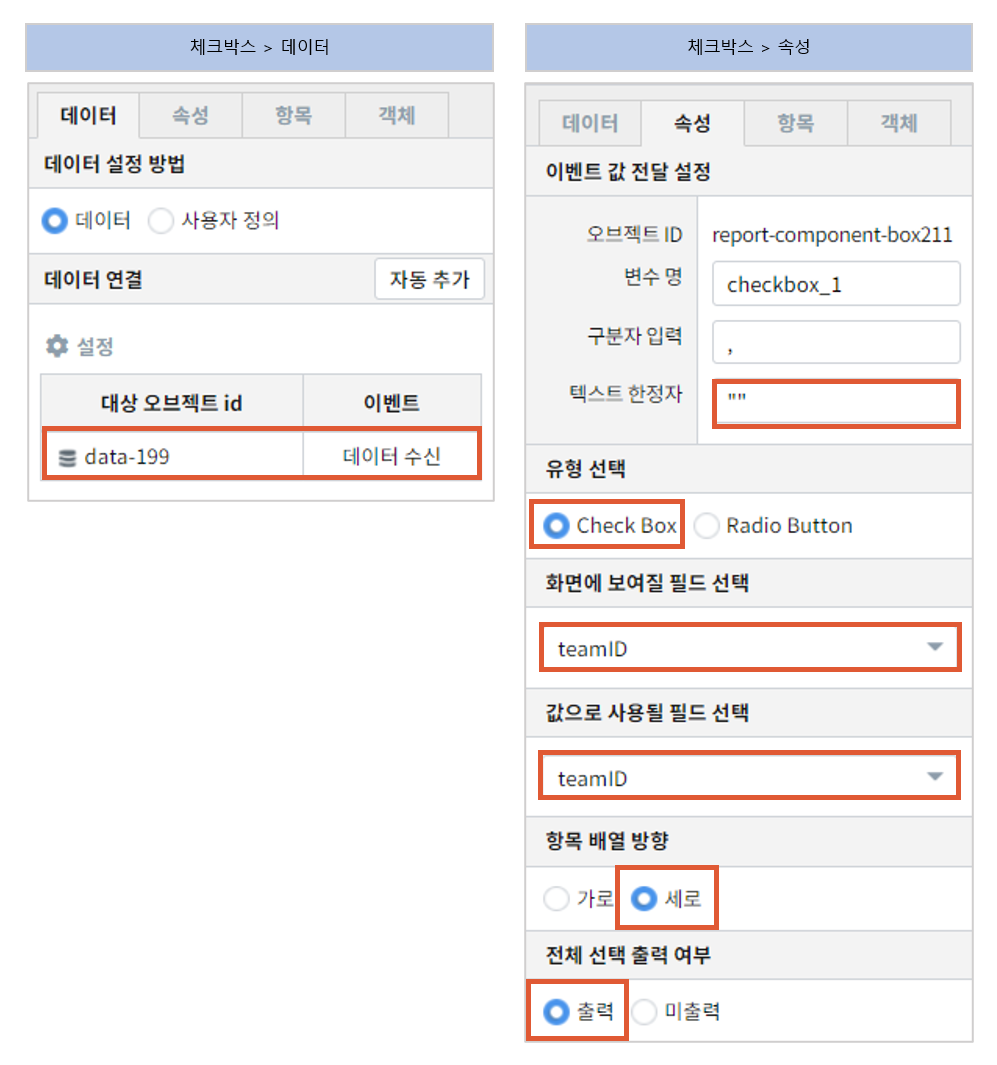 체크박스 > 데이터
데이터 속성 항목 객체
데이터 설정 방법
데이터 사용자 정의
데이터 연결 자동 추가
설정
대상 오브젝트 id 이벤트
data-199 데이터 수신
체크박스 > 속성
데이터 속성 항목 객체
이벤트 값 전달 설정
오브젝트 ID report-component-box211
변수 명 checkbox_1
구분자 입력 ,
텍스트 한정자 ""
유형 선택
Check Box Radio Button
화면에 보여질 필드 선택
teamID
값으로 사용될 필드 선택
teamID
항목 배열 방향
가로 세로
전체 선택 출력 여부
출력 미출력